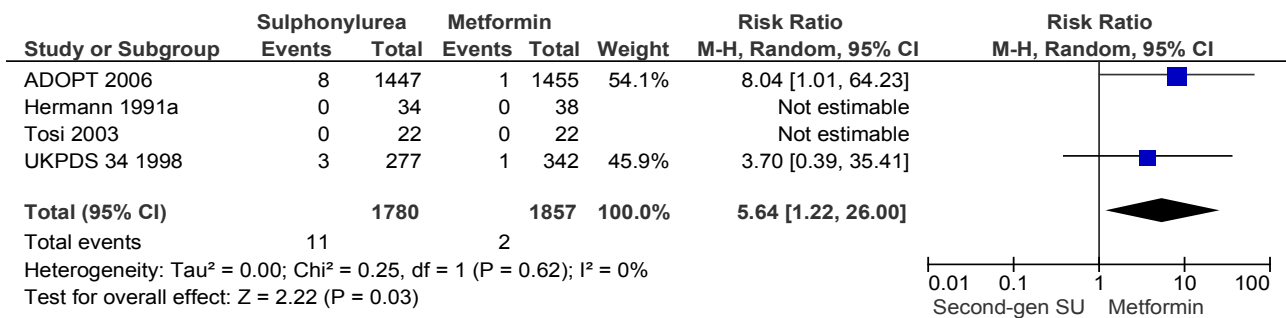 Sulphonylurea Metformin Risk Ratio Risk Ratio
Study or Subgroup Events Total Events Total Weight M-H, Random, 95% CI M-H, Random, 95% CI
ADOPT 2006 8 1447 1 1455 54.1% 8.04 [1.01, 64.23]
Hermann 1991a 0 34 0 38 Not estimable
Tosi 2003 0 22 0 22 Not estimable
UKPDS 34 1998 3 277 1 342 45.9% 3.70 [0.39, 35.41]
Total (95% CI) 1780 1857 100.0% 5.64 [1.22, 26.00]
Total events 11 2
Heterogeneity: Tau² = 0.00; Chi² = 0.25, df = 1 (P = 0.62); I² = 0%
Test for overall effect: Z = 2.22 (P = 0.03)
0.01 0.1 1 10 100
Second-gen SU Metformin